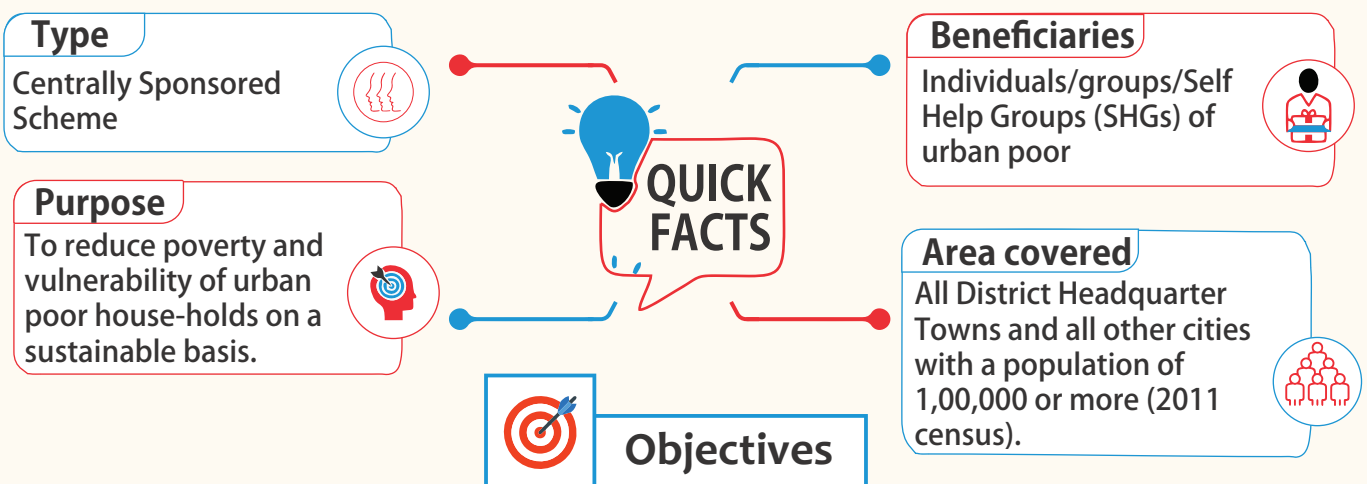 Type
Centrally Sponsored
Scheme
Purpose
To reduce poverty and
vulnerability of urban
poor house-holds on a
sustainable basis.
QUICK
FACTS
Beneficiaries
Individuals/groups/Self
Help Groups (SHGs) of
urban poor
Area covered
All District Headquarter
Towns and all other cities
with a population of
1,00,000 or more (2011
census).
Objectives